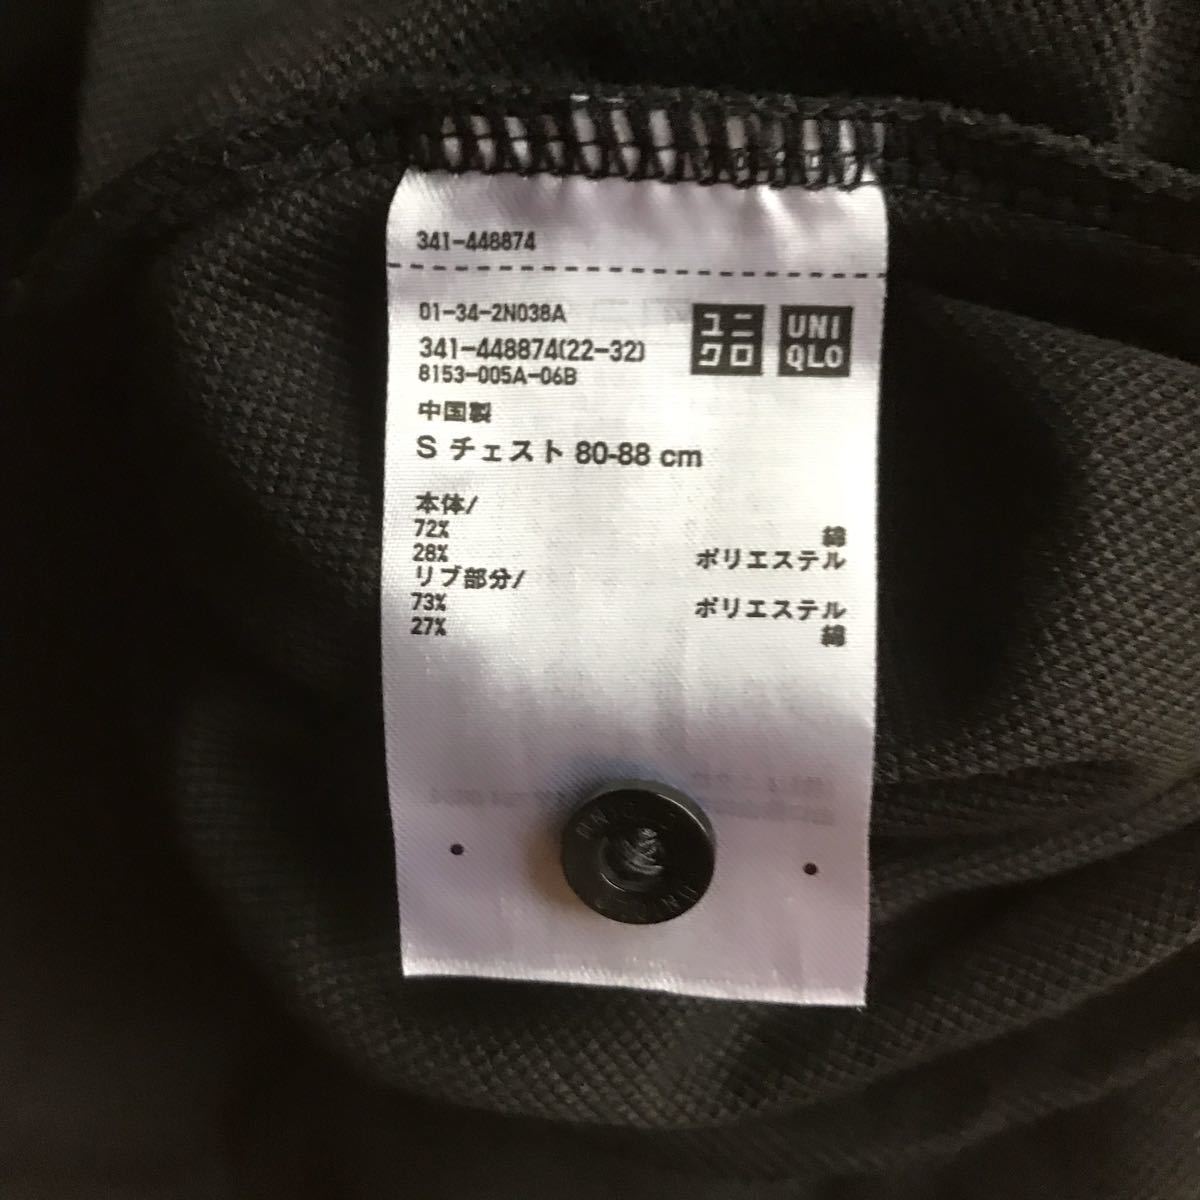 341-448874
01-34-2N038A
341-448874(22-32)
8153-005A-06B
ユニ
クロ
UNI
QLO
中国製
S チェスト 80-88 cm
本体/
72% 綿
28% ポリエステル
リブ部分/
73% ポリエステル
27% 綿